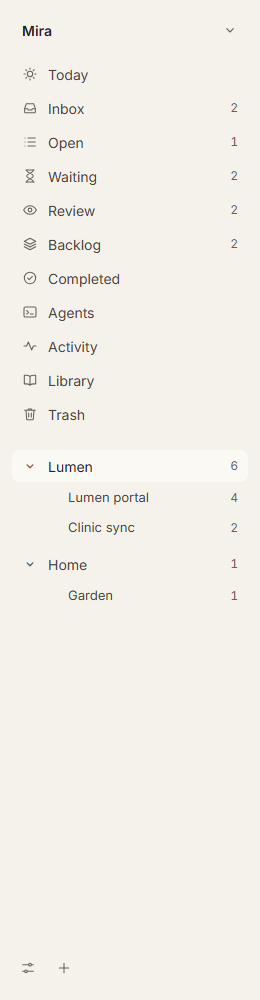 Mira
Today
Inbox 2
Open 1
Waiting 2
Review 2
Backlog 2
Completed
Agents
Activity
Library
Trash
Lumen 6
Lumen portal 4
Clinic sync 2
Home 1
Garden 1